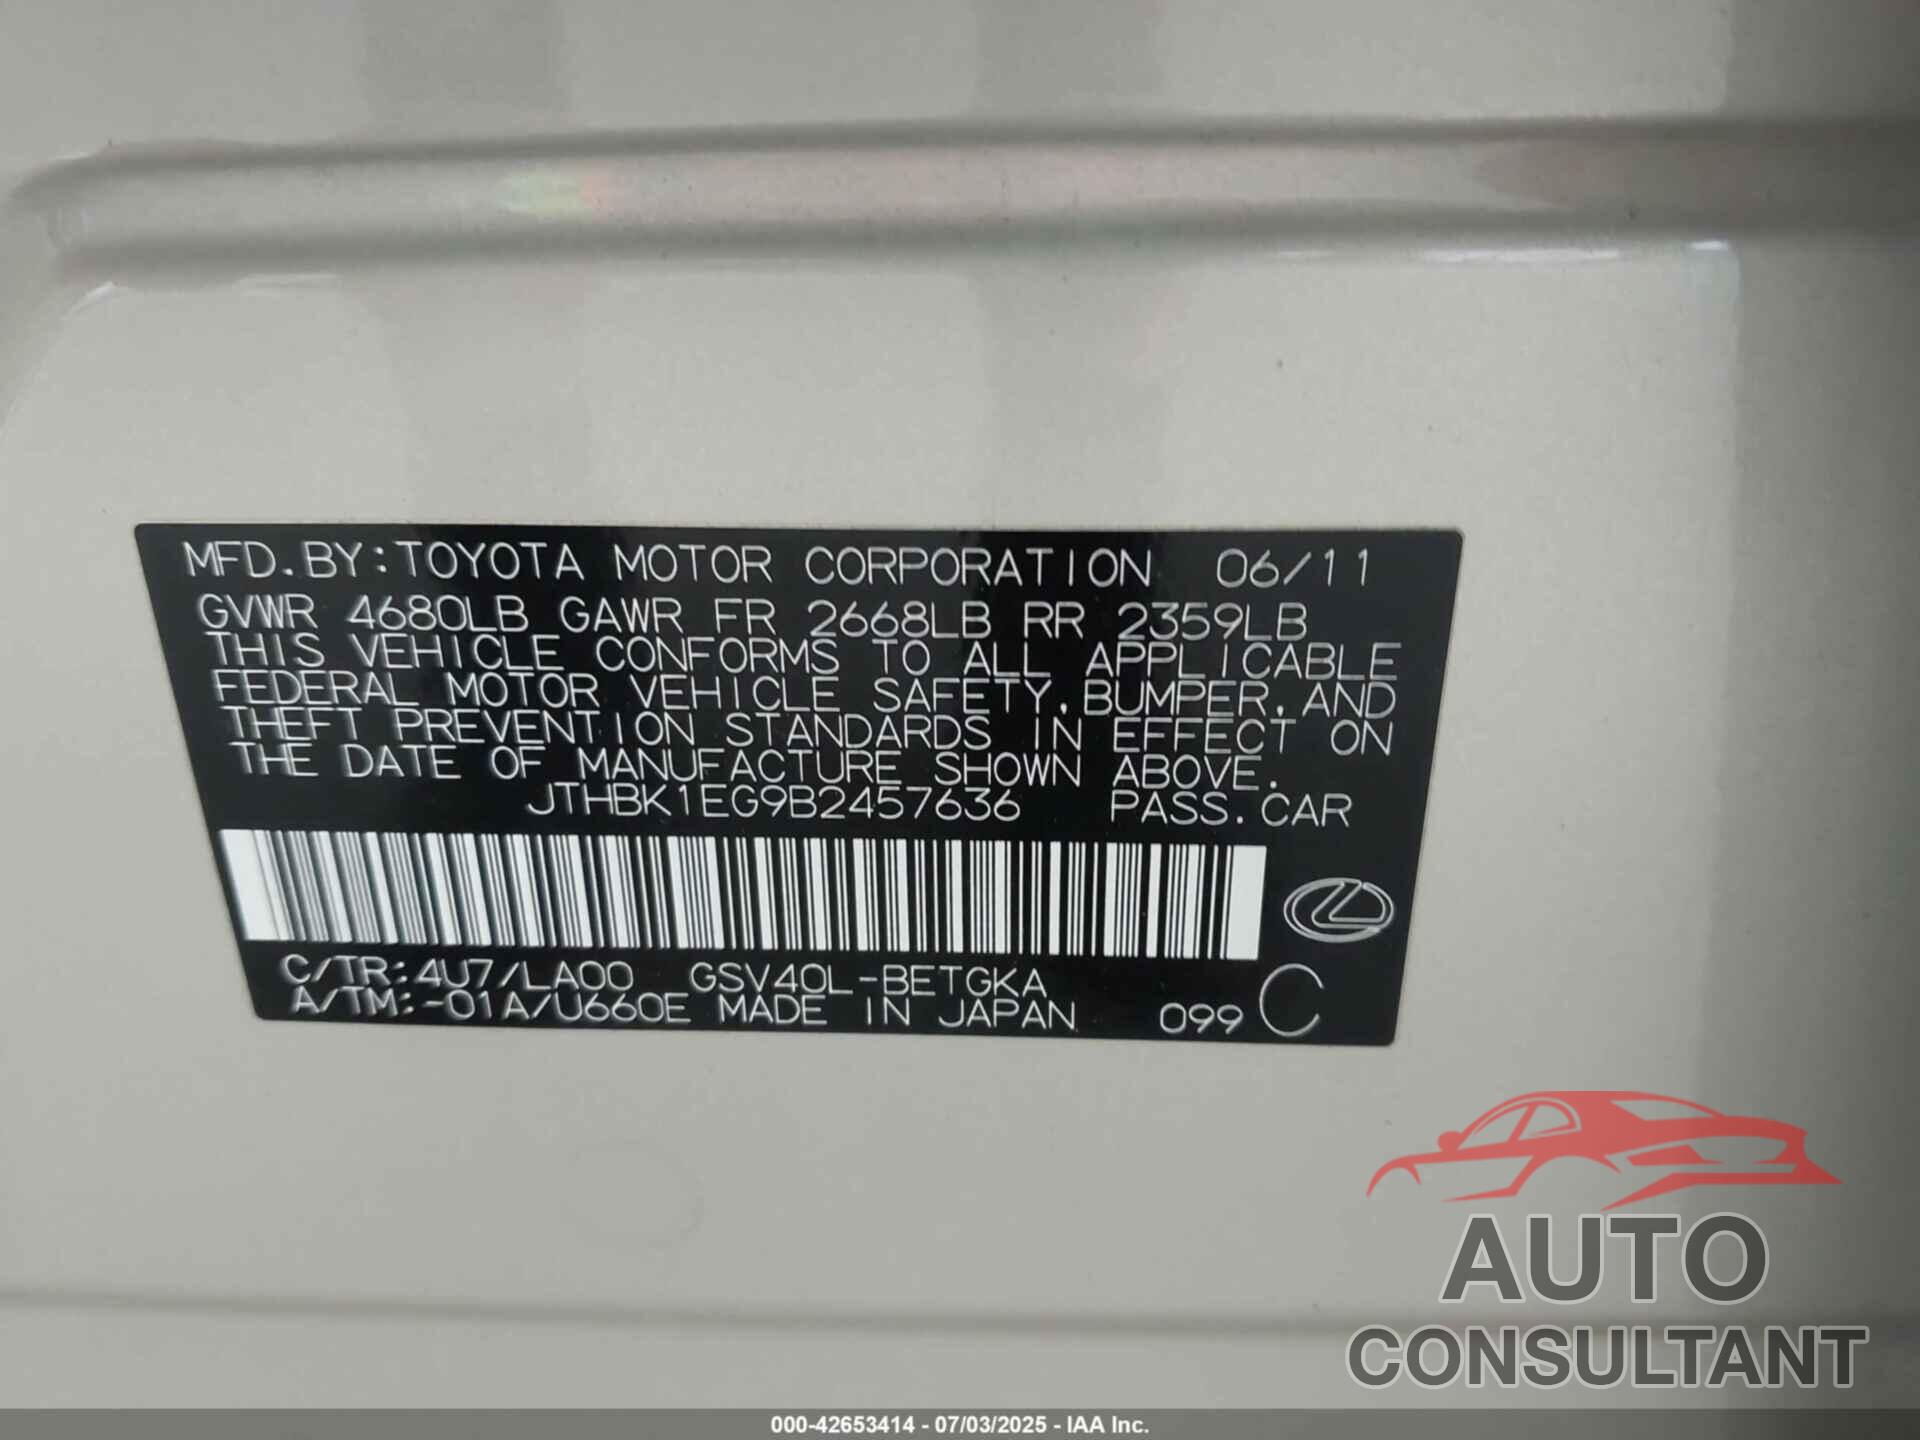 MFD. BY: TOYOTA MOTOR CORPORATION 06/11
GVWR 4680LB GAWR FR 2668LB RR 2359LB
THIS VEHICLE CONFORMS TO ALL APPLICABLE
FEDERAL MOTOR VEHICLE SAFETY, BUMPER, AND
THEFT PREVENTION STANDARDS IN EFFECT ON
THE DATE OF MANUFACTURE SHOWN ABOVE.
JTHBK1EG9B2457636 PASS. CAR
C/TR: 4U7/LA00 GSV40L-BETGKA
A/TM: -01A/U660E MADE IN JAPAN 099 C
AUTO
CONSULTANT
000-42653414 - 07/03/2025 - IAA Inc.